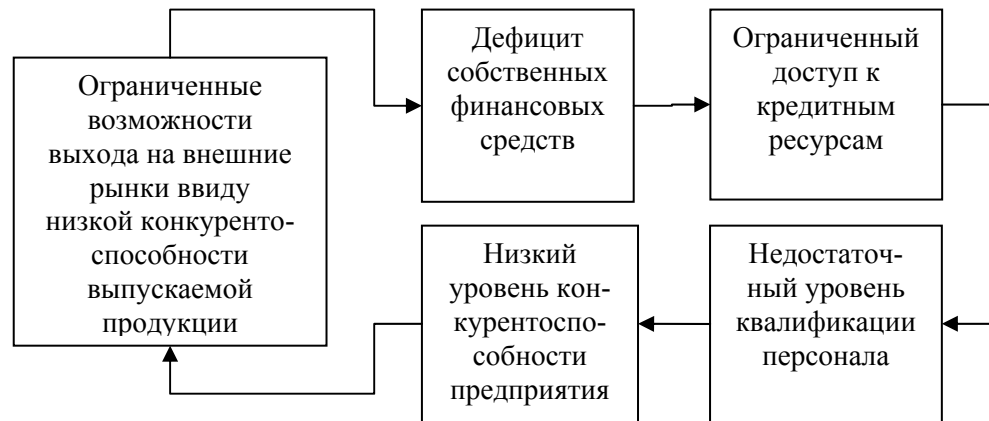 Ограниченные
возможности
выхода на внешние
рынки ввиду
низкой конкуренто-
способности
выпускаемой
продукции
Дефицит
собственных
финансовых
средств
Ограниченный
доступ к
кредитным
ресурсам
Недостаточ-
ный уровень
квалификации
персонала
Низкий
уровень кон-
курентоспо-
собности
предприятия